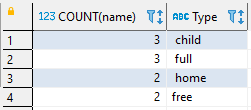 123 COUNT(name) ABC Type
1 3 child
2 3 full
3 2 home
4 2 free